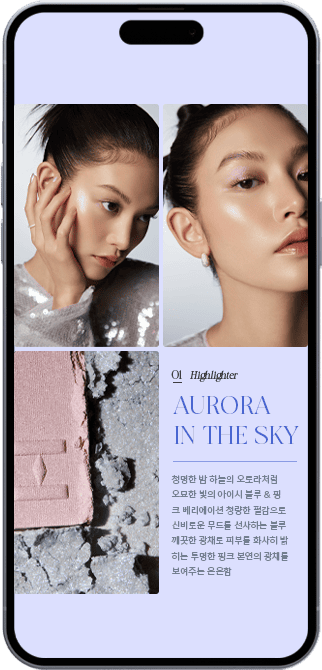 01 Highlighter
AURORA
IN THE SKY
청명한 밤 하늘의 오로라처럼
오묘한 빛의 아이시 블루 & 핑
크 베리에이션 청량한 펄감으로
신비로운 무드를 선사하는 블루
깨끗한 광채로 피부를 화사히 밝
히는 투명한 핑크 본연의 광채를
보여주는 은은함